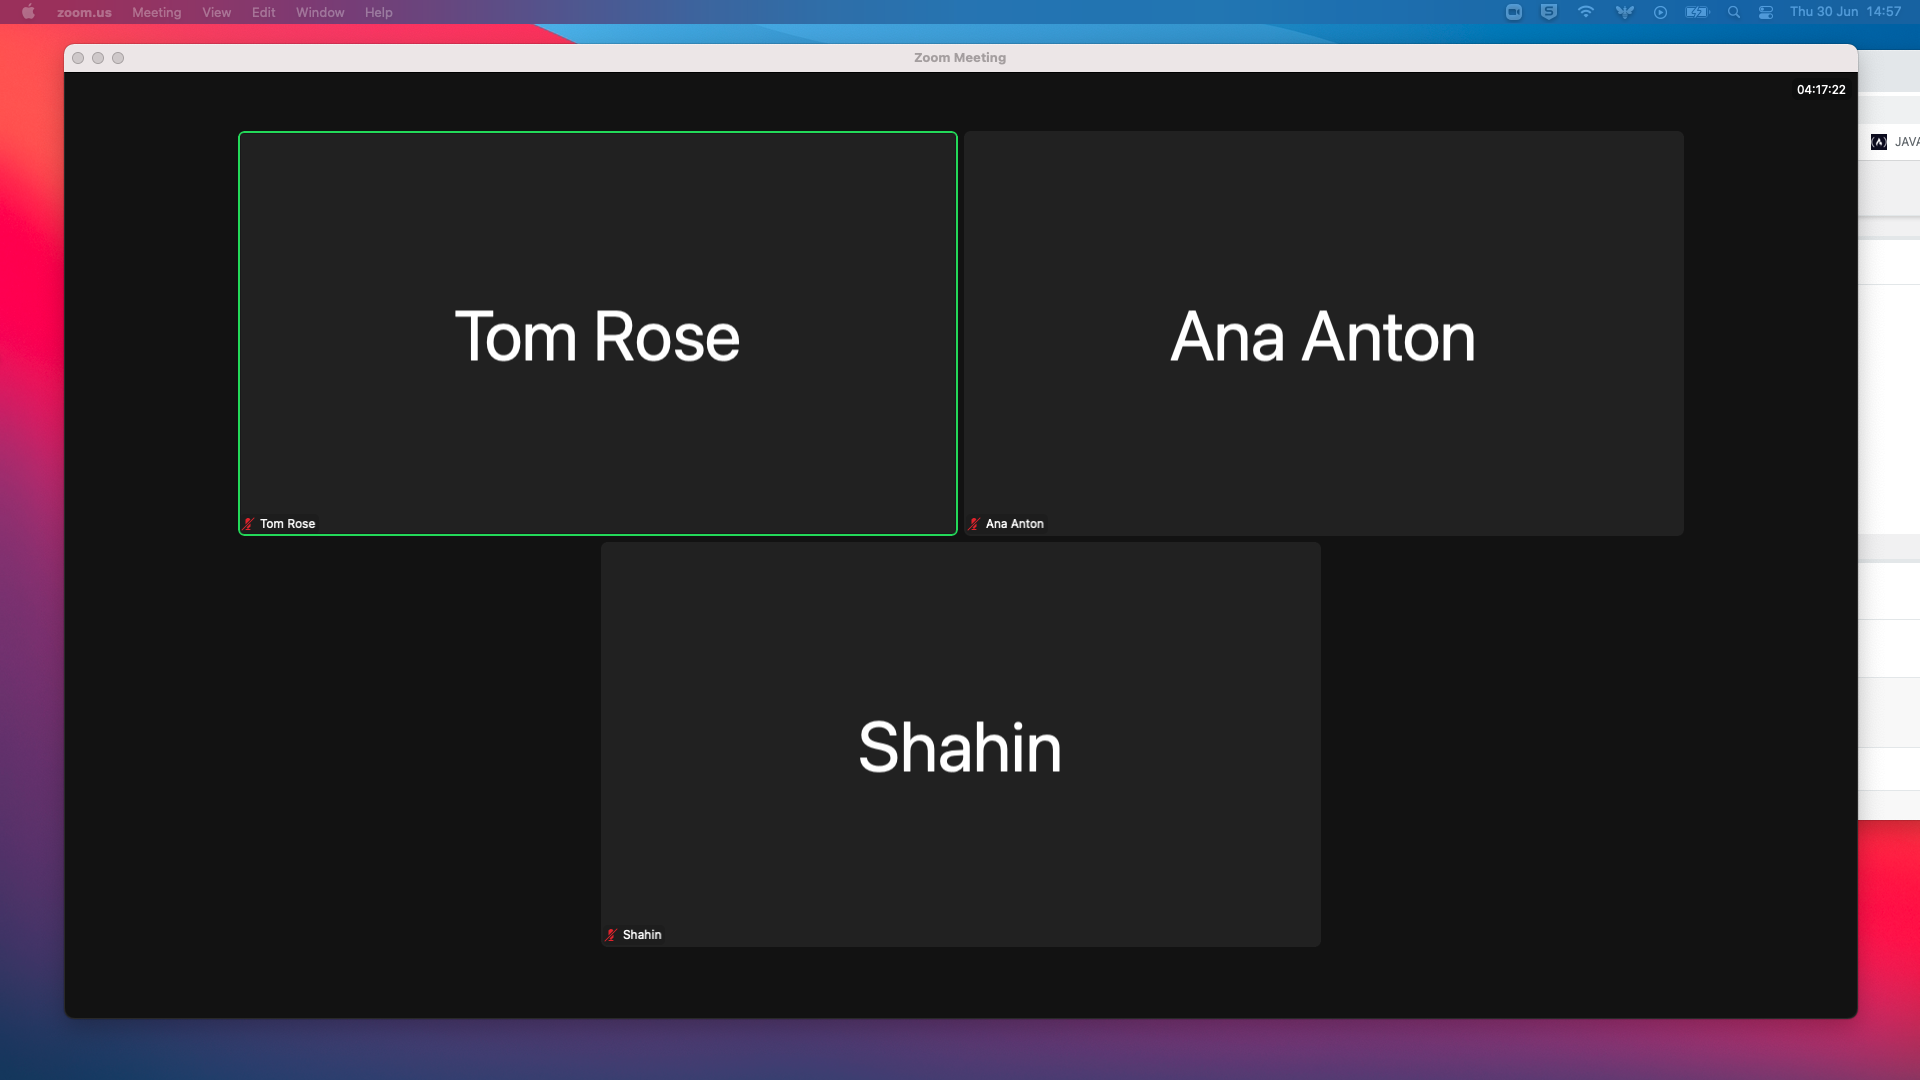 zoom.us Meeting View Edit Window Help Thu 30 Jun 14:57
Zoom Meeting
04:17:22
JAVA
Tom Rose
Ana Anton
Tom Rose
Ana Anton
Shahin
Shahin